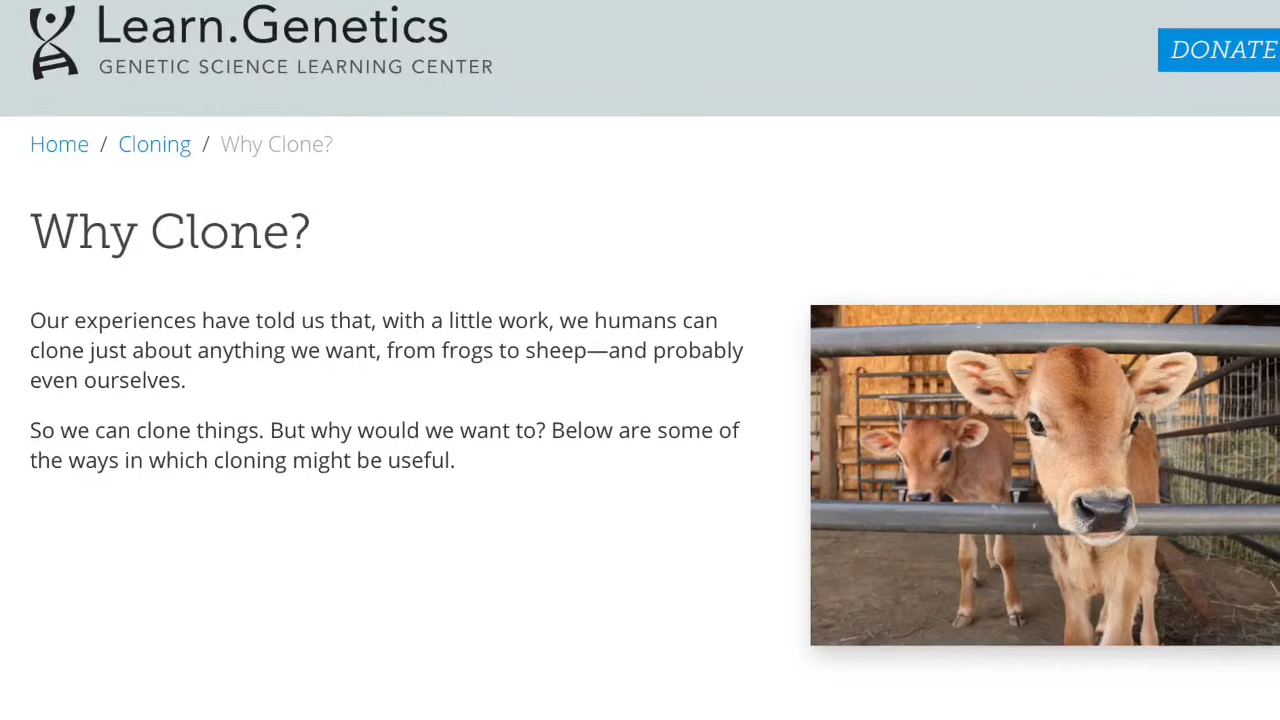 Learn.Genetics
GENETIC SCIENCE LEARNING CENTER
DONATE
Home / Cloning / Why Clone?
Why Clone?
Our experiences have told us that, with a little work, we humans can
clone just about anything we want, from frogs to sheep—and probably
even ourselves.
So we can clone things. But why would we want to? Below are some of
the ways in which cloning might be useful.